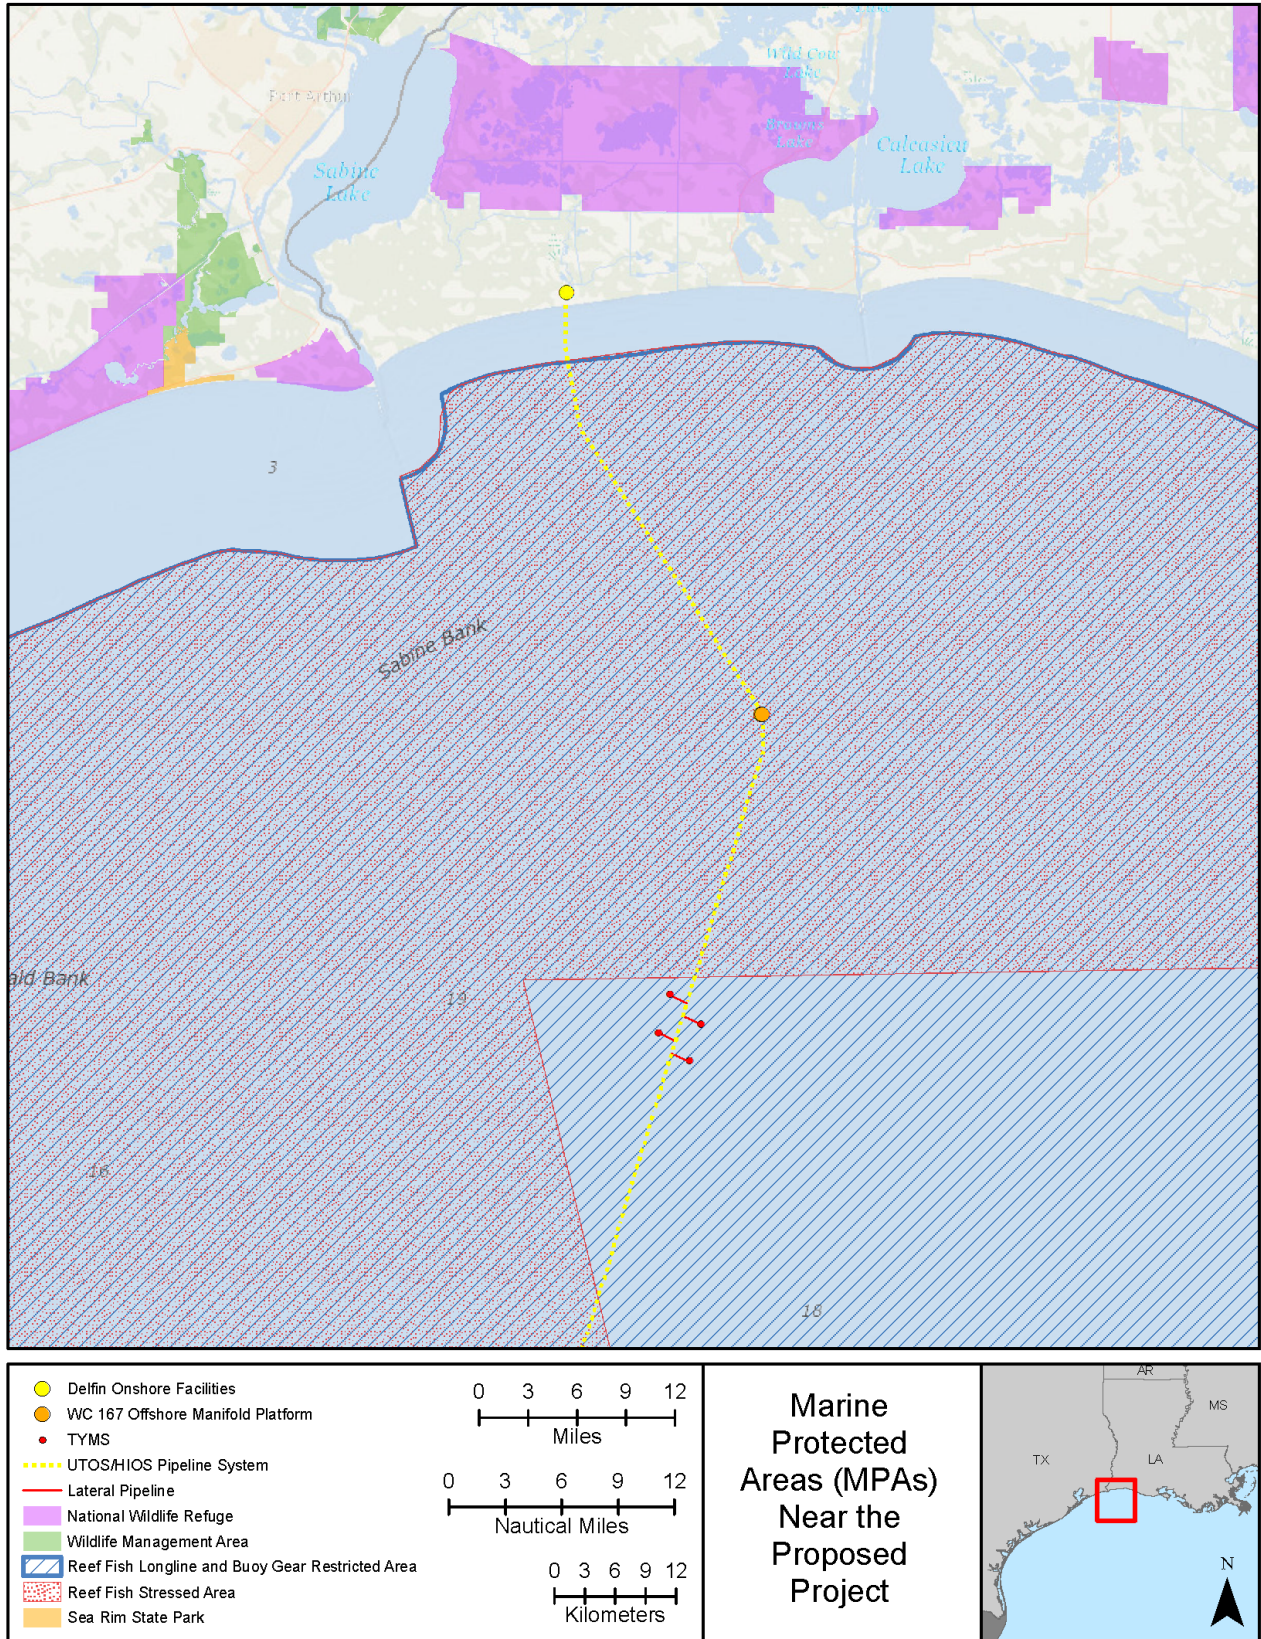 Lake
Wild Cow
Lake
Port Arthur
Browns
Lake
Calcasieu
Lake
Sabine
Lake
3
Sabine Bank
ald Bank
19
16
18
Delfin Onshore Facilities
WC 167 Offshore Manifold Platform
TYMS
UTOS/HIOS Pipeline System
Lateral Pipeline
National Wildlife Refuge
Wildlife Management Area
Reef Fish Longline and Buoy Gear Restricted Area
Reef Fish Stressed Area
Sea Rim State Park
0 3 6 9 12
Miles
0 3 6 9 12
Nautical Miles
0 3 6 9 12
Kilometers
Marine
Protected
Areas (MPAs)
Near the
Proposed
Project
AR
MS
TX
LA
N